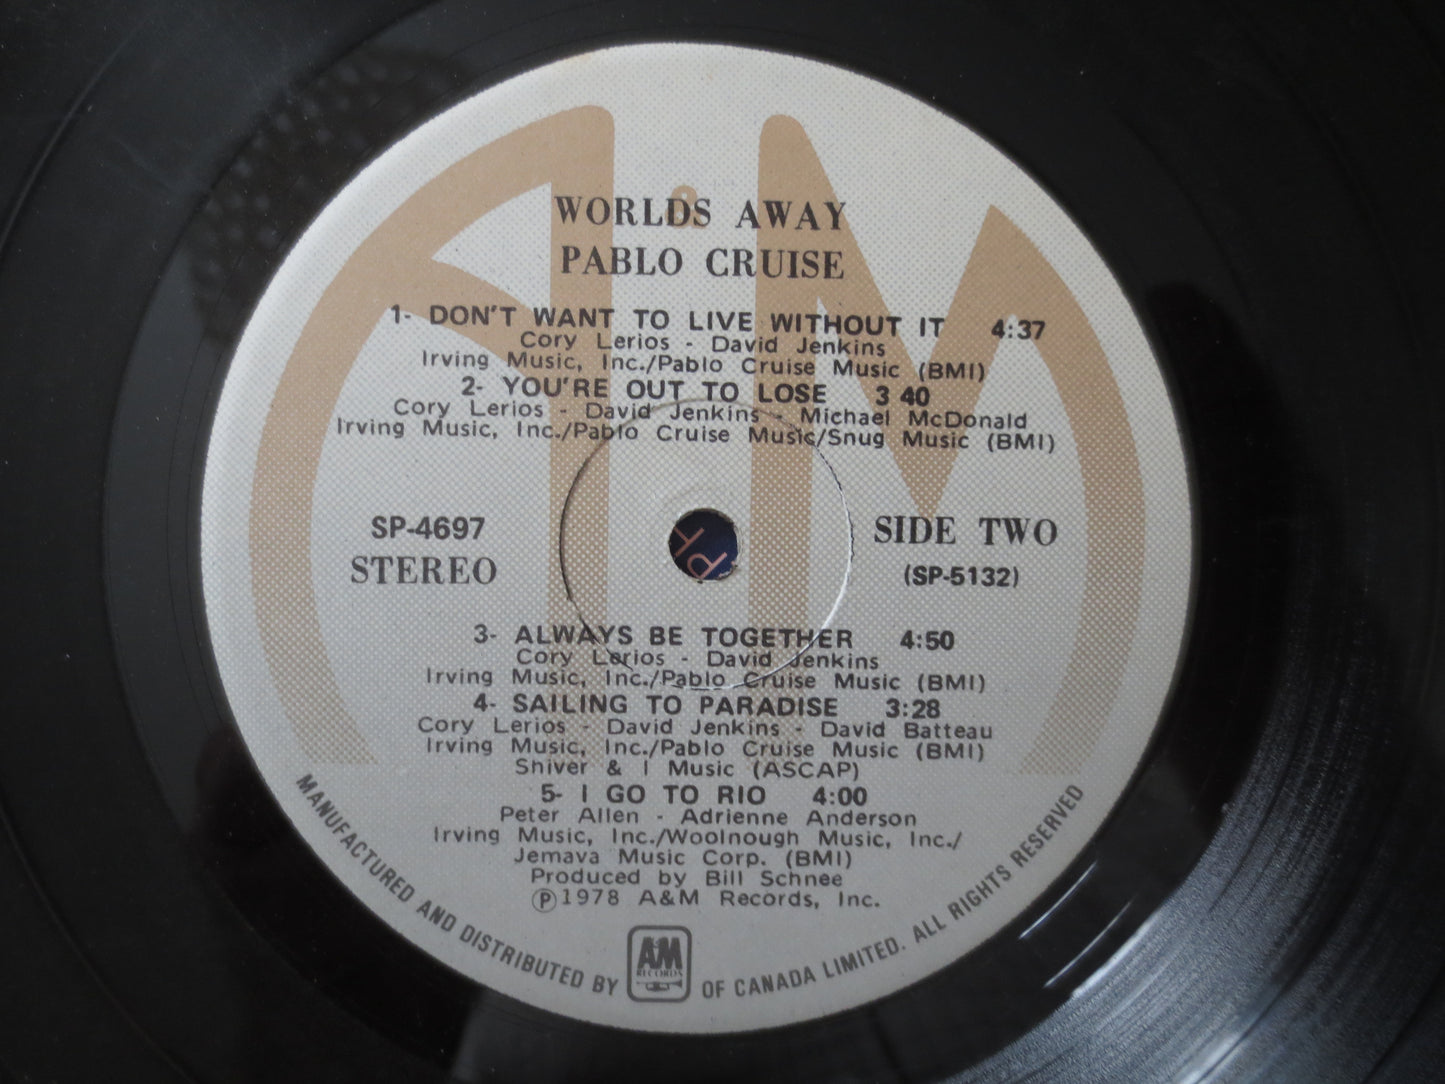 WORLDS AWAY
PABLO CRUISE
1- DON'T WANT TO LIVE WITHOUT IT 4:37
Cory Lerios - David Jenkins
Irving Music, Inc./Pablo Cruise Music (BMI)
2- YOU'RE OUT TO LOSE 3 40
Cory Lerios - David Jenkins - Michael McDonald
Irving Music, Inc./Pablo Cruise Music/Snug Music (BMI)
SP-4697
STEREO
SIDE TWO
(SP-5132)
3- ALWAYS BE TOGETHER 4:50
Cory Lerios - David Jenkins
Irving Music, Inc./Pablo Cruise Music (BMI)
4- SAILING TO PARADISE 3:28
Cory Lerios - David Jenkins - David Batteau
Irving Music, Inc./Pablo Cruise Music (BMI)
Shiver & I Music (ASCAP)
5- I GO TO RIO 4:00
Peter Allen - Adrienne Anderson
Irving Music, Inc./Woolnough Music, Inc./
Jemava Music Corp. (BMI)
Produced by Bill Schnee
Ⓟ1978 A&M Records, Inc.
MANUFACTURED AND DISTRIBUTED BY A&M RECORDS OF CANADA LIMITED. ALL RIGHTS RESERVED
A&M